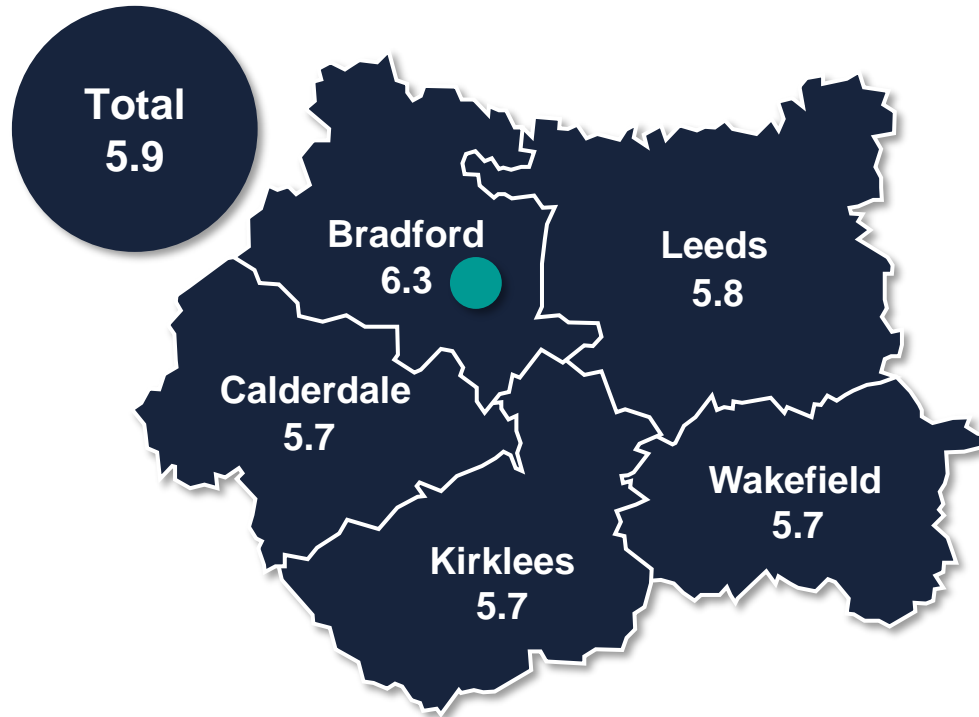 Total
5.9
Bradford
6.3
Leeds
5.8
Calderdale
5.7
Wakefield
5.7
Kirklees
5.7